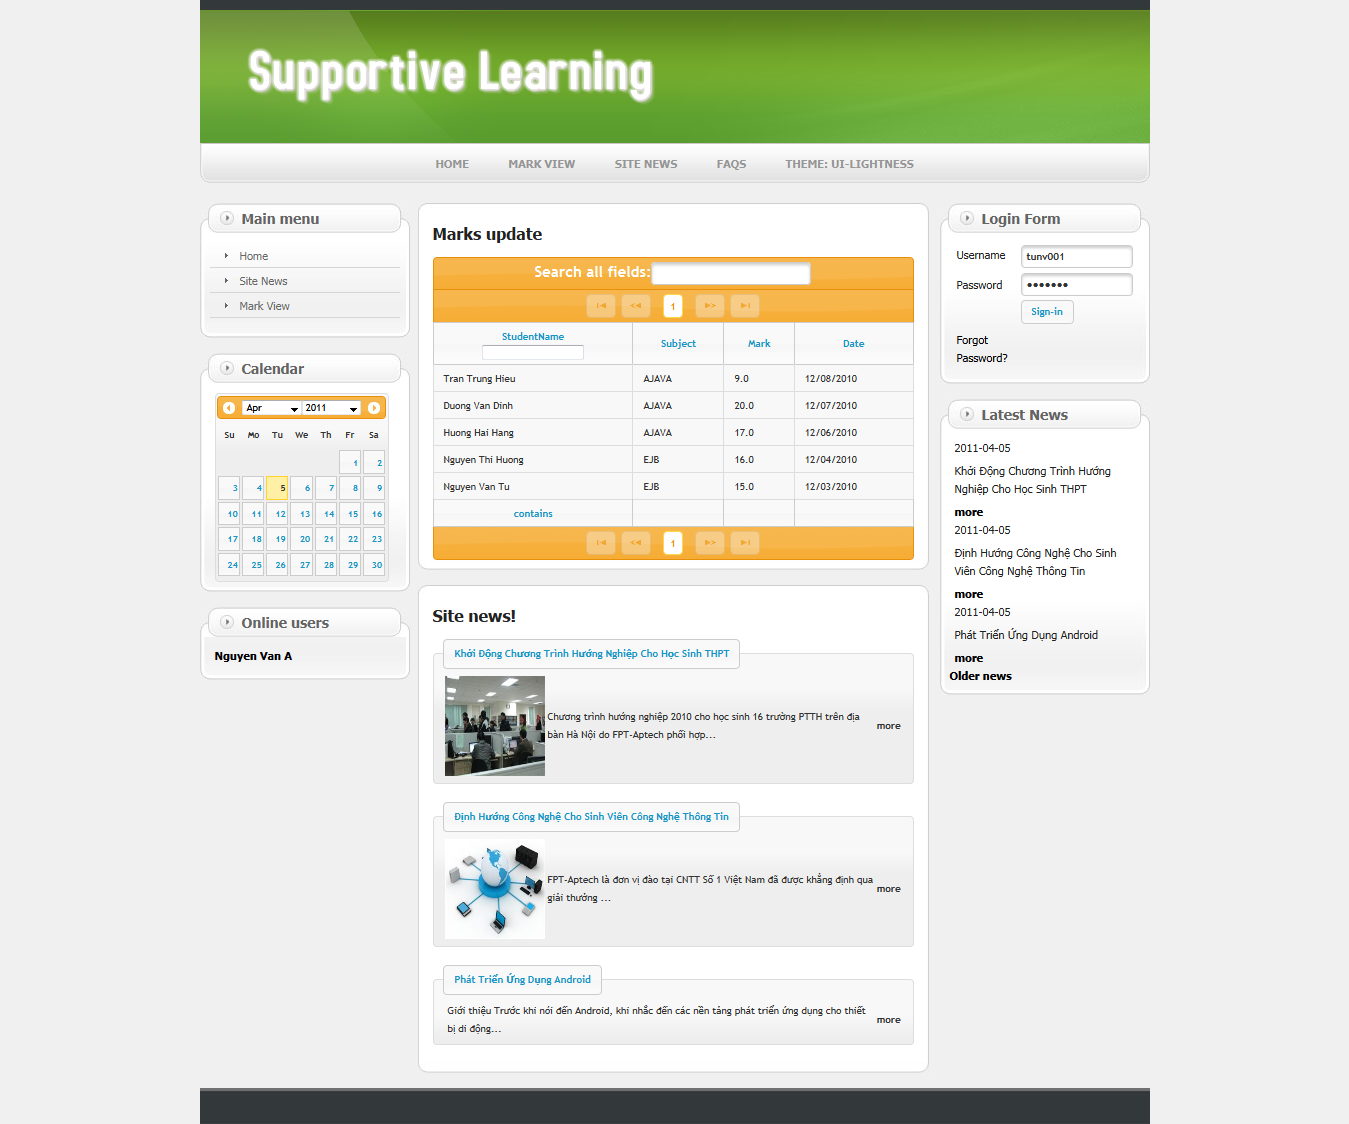 Supportive Learning
HOME MARK VIEW SITE NEWS FAQS THEME: UI-LIGHTNESS
Main menu
Home
Site News
Mark View
Calendar
Apr 2011
Su Mo Tu We Th Fr Sa
1 2
3 4 5 6 7 8 9
10 11 12 13 14 15 16
17 18 19 20 21 22 23
24 25 26 27 28 29 30
Online users
Nguyen Van A
Marks update
Search all fields:
1
StudentName Subject Mark Date
Tran Trung Hieu AJAVA 9.0 12/08/2010
Duong Van Dinh AJAVA 20.0 12/07/2010
Huong Hai Hang AJAVA 17.0 12/06/2010
Nguyen Thi Huong EJB 16.0 12/04/2010
Nguyen Van Tu EJB 15.0 12/03/2010
contains
1
Site news!
Khởi Động Chương Trình Hướng Nghiệp Cho Học Sinh THPT
Chương trình hướng nghiệp 2010 cho học sinh 16 trường PTTH trên địa
bàn Hà Nội do FPT-Aptech phối hợp...
more
Định Hướng Công Nghệ Cho Sinh Viên Công Nghệ Thông Tin
FPT-Aptech là đơn vị đào tại CNTT Số 1 Việt Nam đã được khẳng định qua
giải thưởng ...
more
Phát Triển Ứng Dụng Android
Giới thiệu Trước khi nói đến Android, khi nhắc đến các nền tảng phát triển ứng dụng cho thiết
bị di động...
more
Login Form
Username tunv001
Password •••••••
Sign-in
Forgot
Password?
Latest News
2011-04-05
Khởi Động Chương Trình Hướng
Nghiệp Cho Học Sinh THPT
more
2011-04-05
Định Hướng Công Nghệ Cho Sinh
Viên Công Nghệ Thông Tin
more
2011-04-05
Phát Triển Ứng Dụng Android
more
Older news